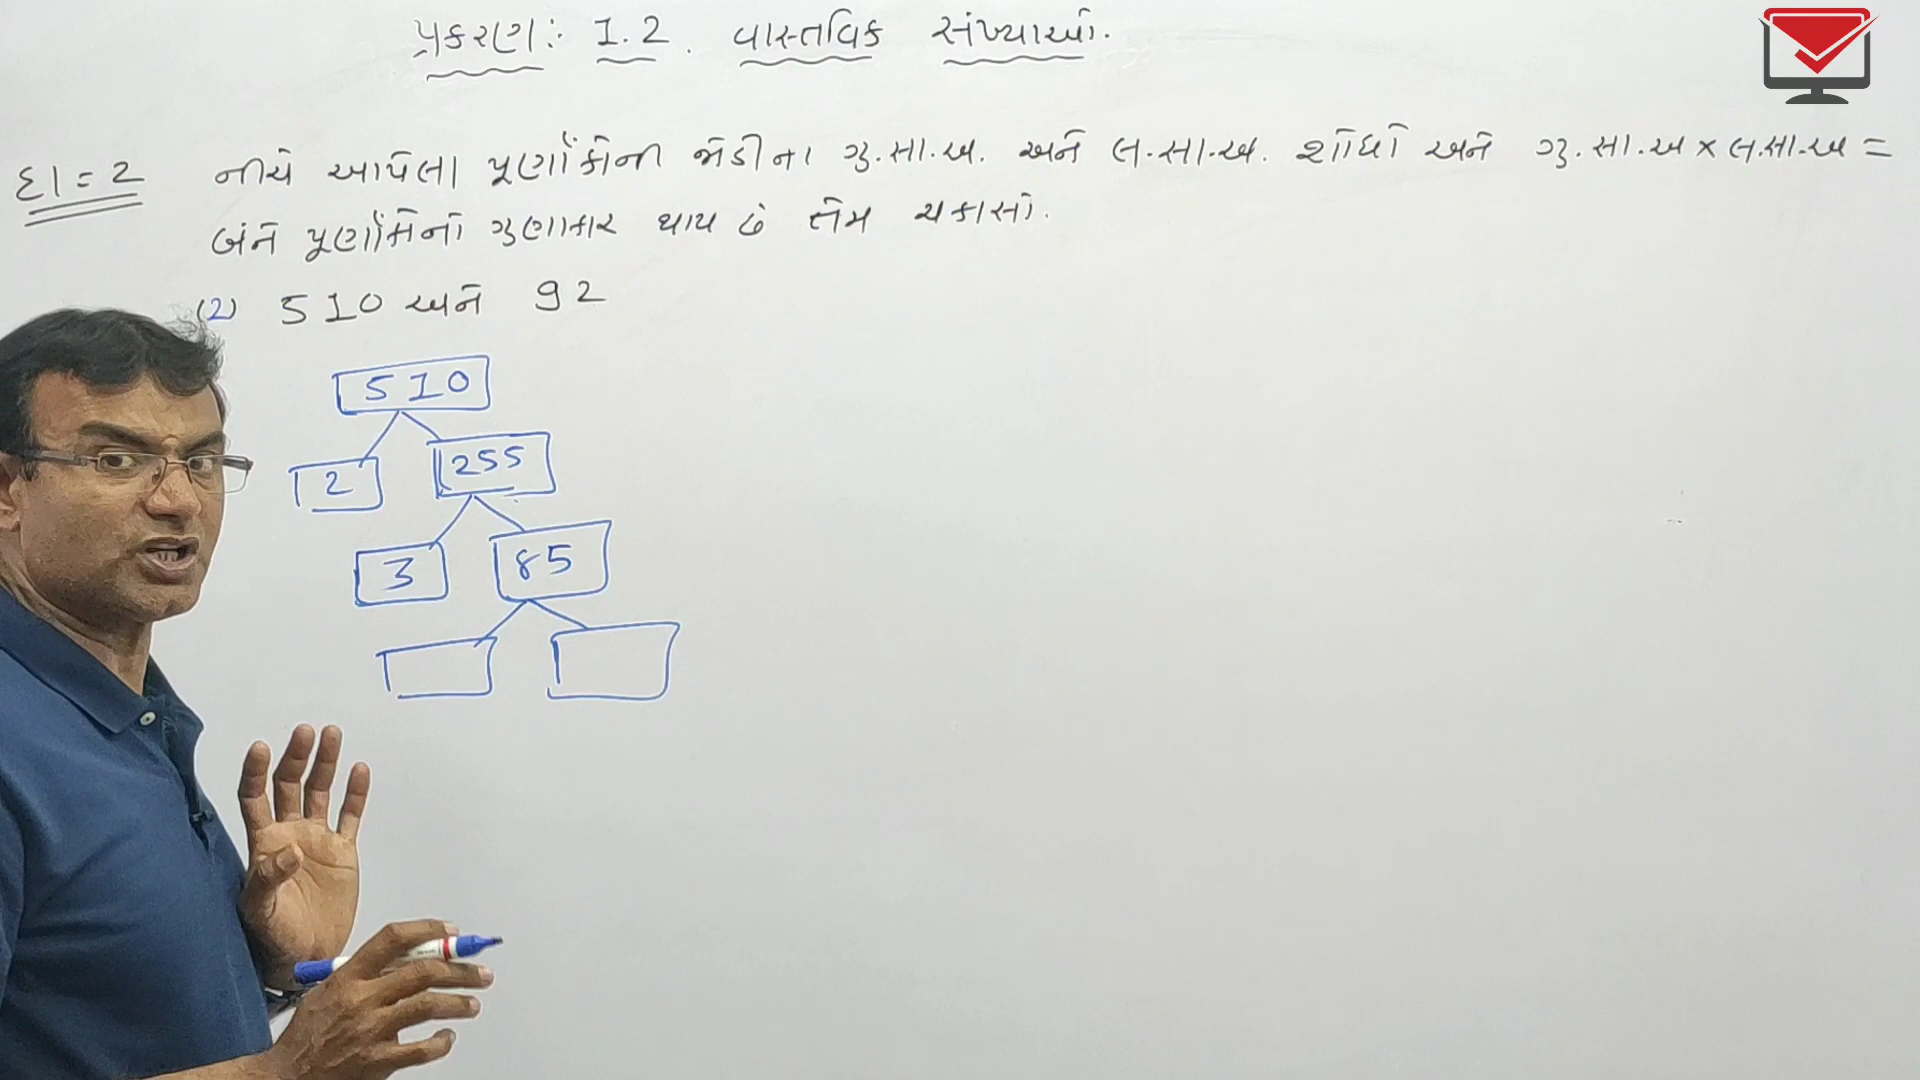 પ્રકરણ: 1.2. વાસ્તવિક સંખ્યાઓ.
દા=2 નીચે આપેલા પૂર્ણાંકોની જોડીના ગુ.સા.અ. અને લ.સા.અ. શોધો અને ગુ.સા.અ × લ.સા.અ =
બંને પૂર્ણાંકોનો ગુણાકાર થાય છે તેમ ચકાસો.
(2) 510 અને 92
510
2 255
3 85